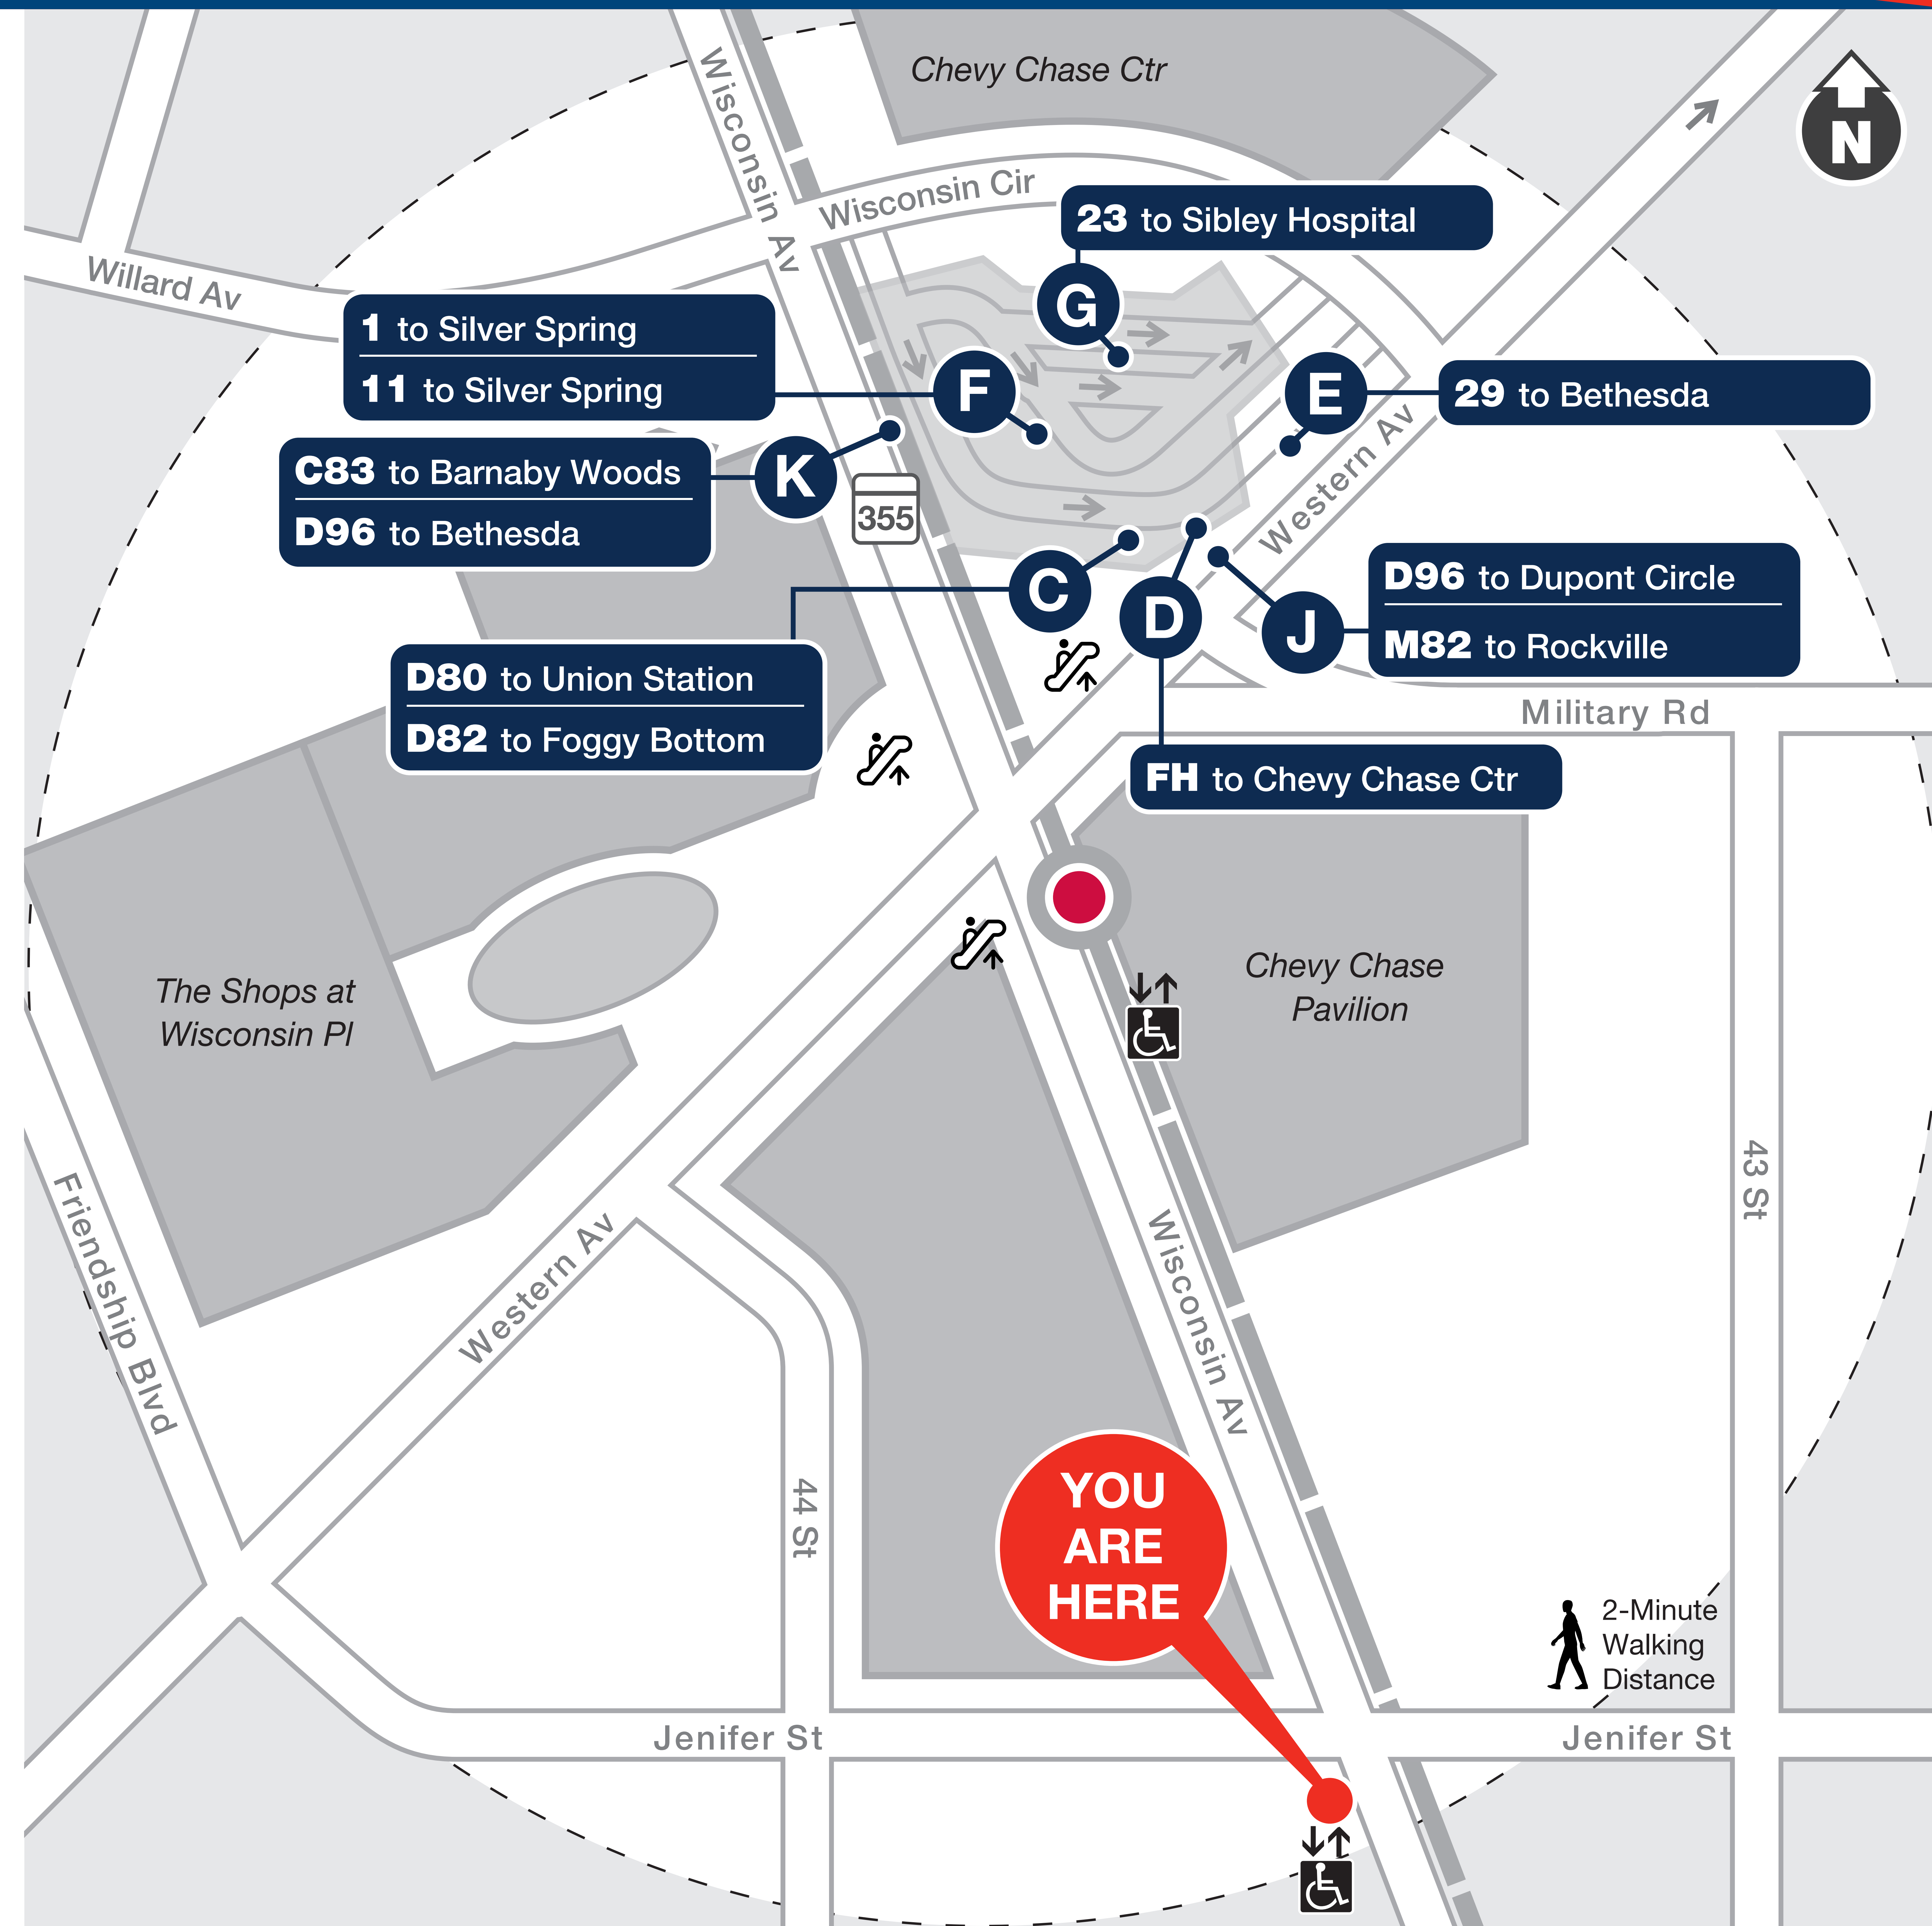 Chevy Chase Ctr
N
Wisconsin Av
Wisconsin Cir
23 to Sibley Hospital
G
Willard Av
1 to Silver Spring
11 to Silver Spring
F
E
29 to Bethesda
C83 to Barnaby Woods
D96 to Bethesda
K
355
Western Av
C
D
J
D96 to Dupont Circle
M82 to Rockville
D80 to Union Station
D82 to Foggy Bottom
Military Rd
FH to Chevy Chase Ctr
The Shops at
Wisconsin Pl
Chevy Chase
Pavilion
43 St
Friendship Blvd
Western Av
Wisconsin Av
44 St
YOU
ARE
HERE
2-Minute
Walking
Distance
Jenifer St
Jenifer St